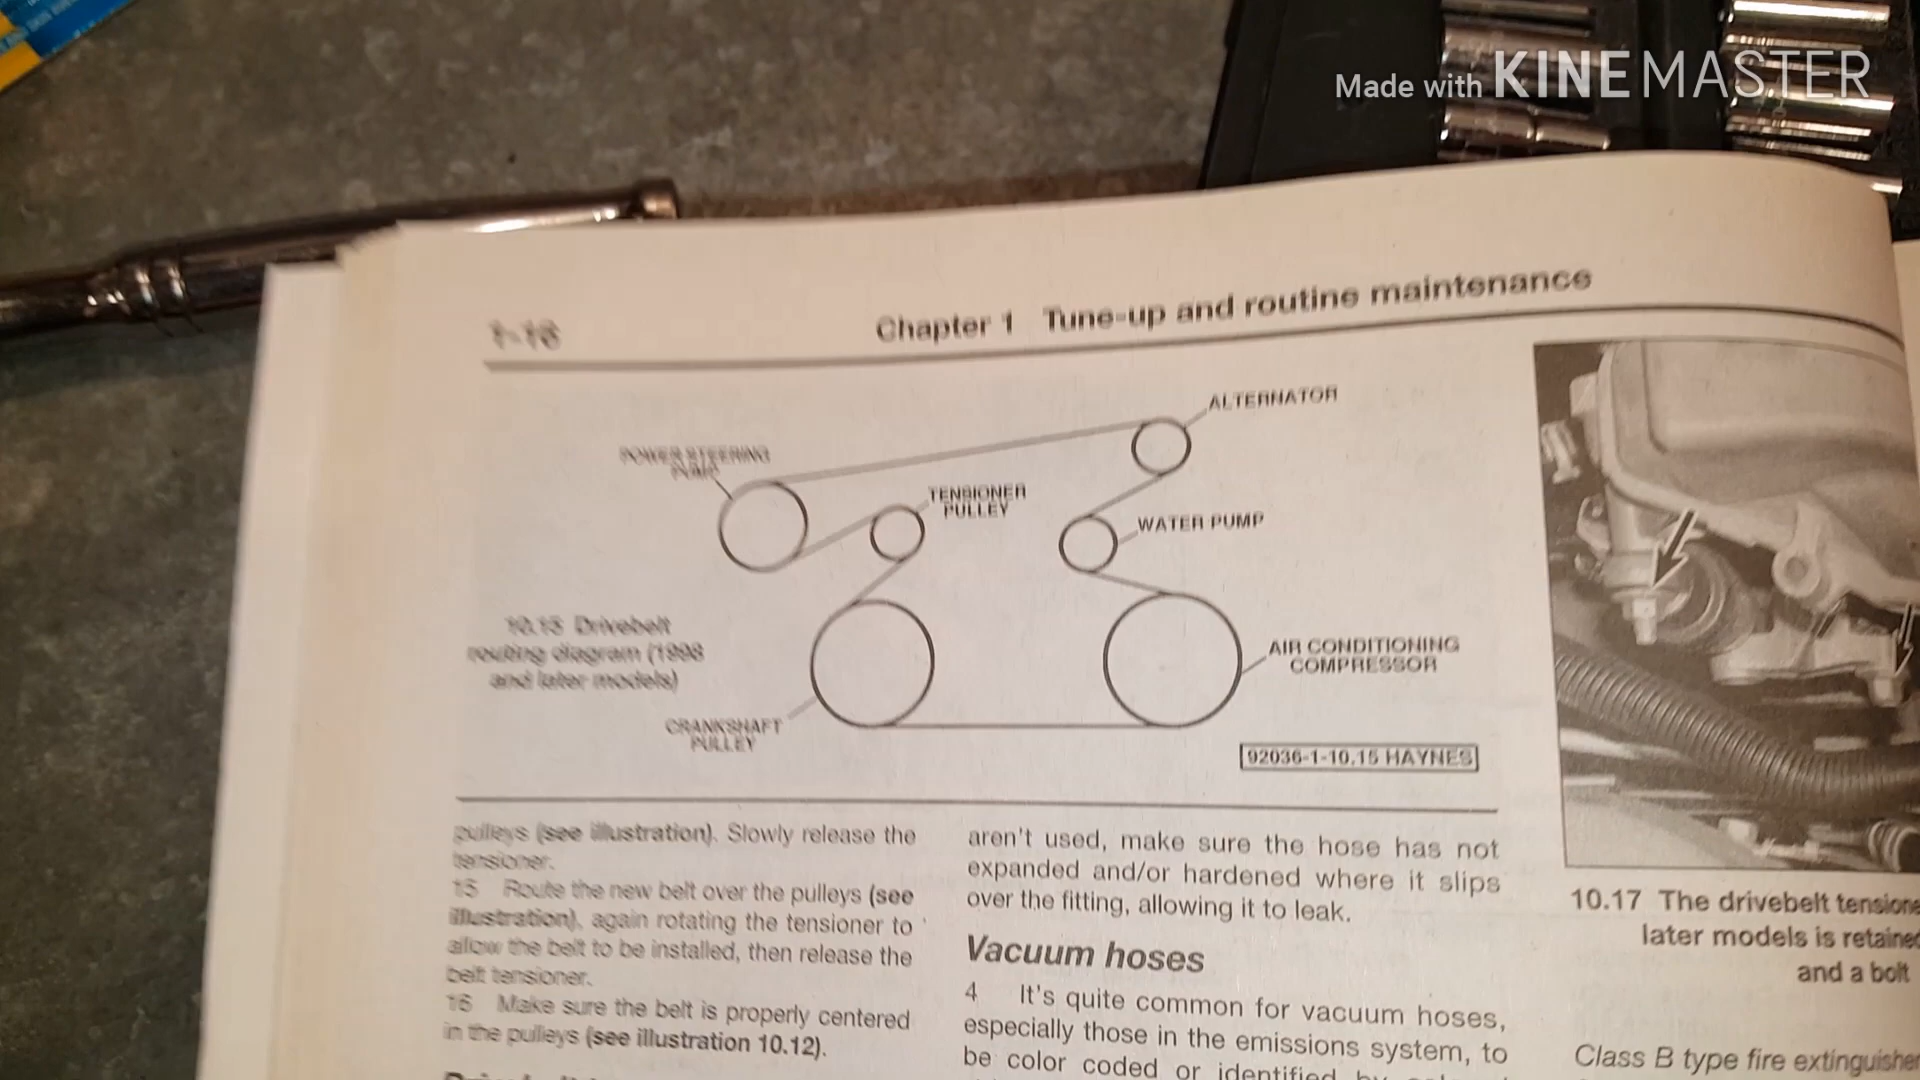 Made with KINEMASTER
1-16
Chapter 1 Tune-up and routine maintenance
ALTERNATOR
POWER STEERING
PUMP
TENSIONER
PULLEY
WATER PUMP
10.15 Drivebelt
routing diagram (1998
and later models)
AIR CONDITIONING
COMPRESSOR
CRANKSHAFT
PULLEY
92036-1-10.15 HAYNES
pulleys (see illustration). Slowly release the
tensioner.
15 Route the new belt over the pulleys (see
illustration), again rotating the tensioner to
allow the belt to be installed, then release the
belt tensioner.
16 Make sure the belt is properly centered
in the pulleys (see illustration 10.12).
aren't used, make sure the hose has not
expanded and/or hardened where it slips
over the fitting, allowing it to leak.
Vacuum hoses
4 It's quite common for vacuum hoses,
especially those in the emissions system, to
be color coded or identified by
10.17 The drivebelt tensione
later models is retained
and a bolt
Class B type fire extinguisher